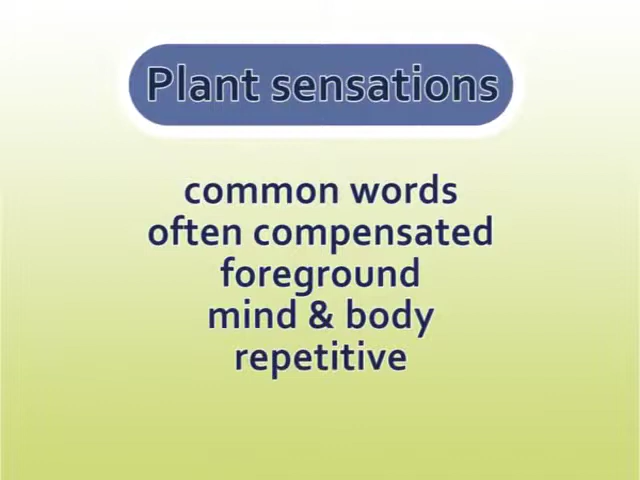 Plant sensations
common words
often compensated
foreground
mind & body
repetitive